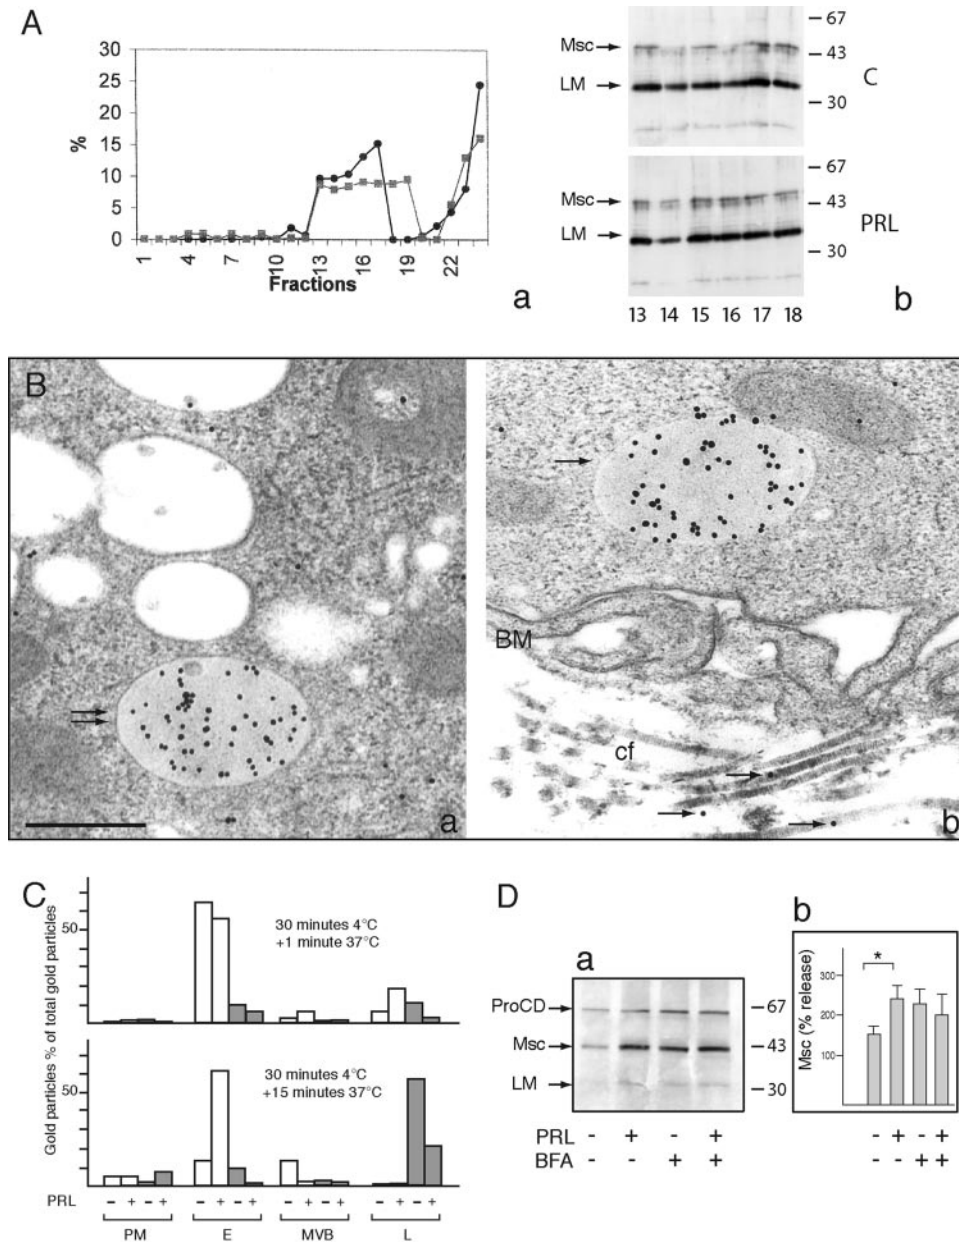 A
30
25
20
15
10
5
0
%
1
4
7
10
13
16
19
22
Fractions
a
Msc
LM
67
43
30
C
Msc
LM
67
43
30
PRL
13 14 15 16 17 18
b
B
a
BM
cf
b
C
Gold particles % of total gold particles
50
30 minutes 4°C
+1 minute 37°C
50
30 minutes 4°C
+15 minutes 37°C
PRL - + - + - + - + - + - + - + - +
PM E MVB L
D
a
ProCD
Msc
LM
67
43
30
PRL - + - +
BFA - - + +
b
Msc (% release)
300
200
*
- + - +
- - + +